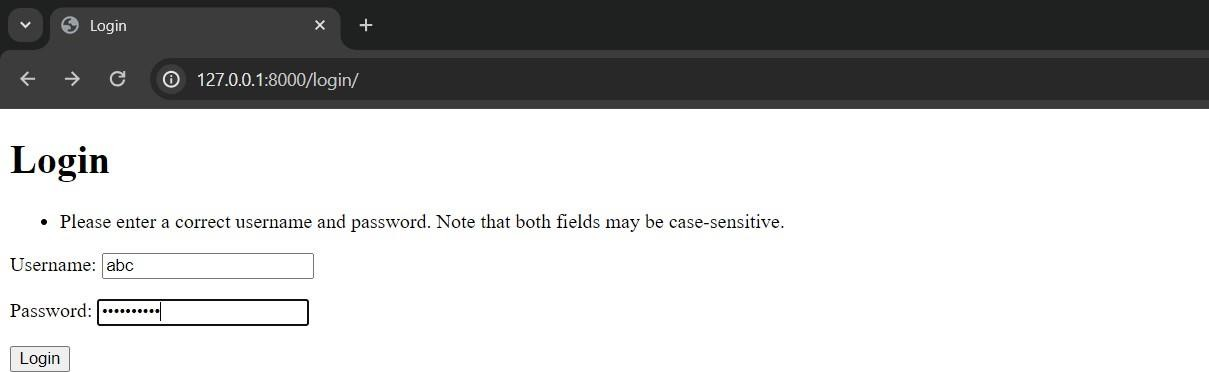 Login
127.0.0.1:8000/login/
Login
• Please enter a correct username and password. Note that both fields may be case-sensitive.
Username: abc
Password: ••••••••••
Login